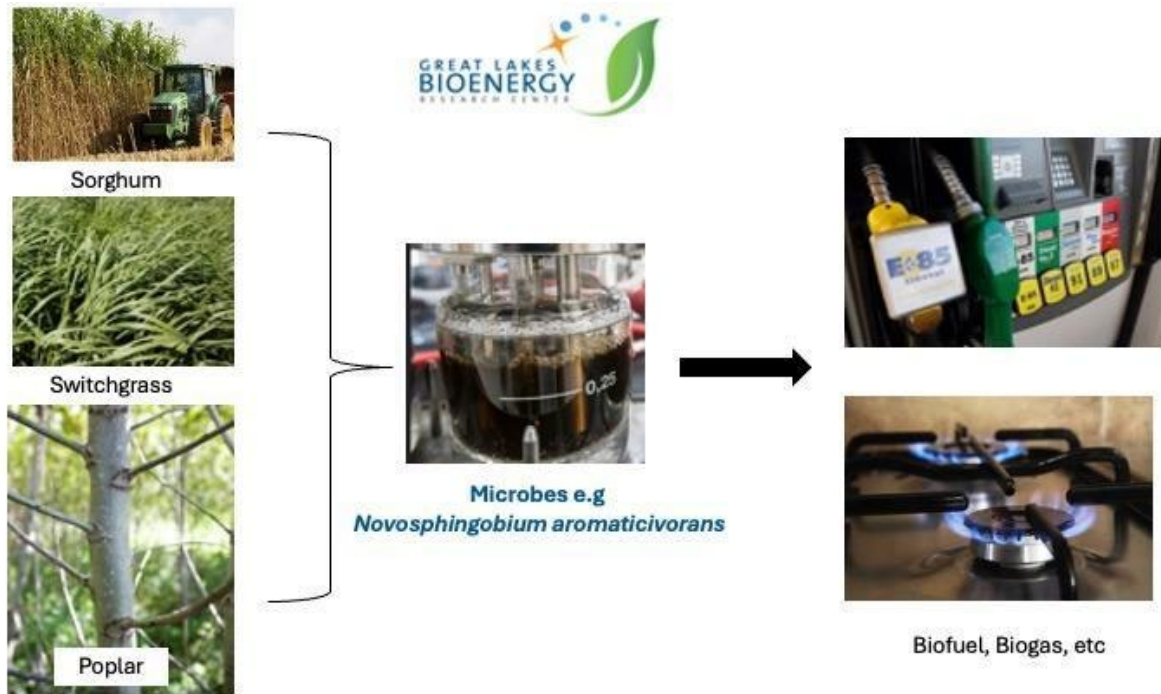 GREAT LAKES
BIOENERGY
RESEARCH CENTER
Sorghum
Switchgrass
Poplar
0,25
Microbes e.g
Novosphingobium aromaticivorans
E85
Biofuel, Biogas, etc